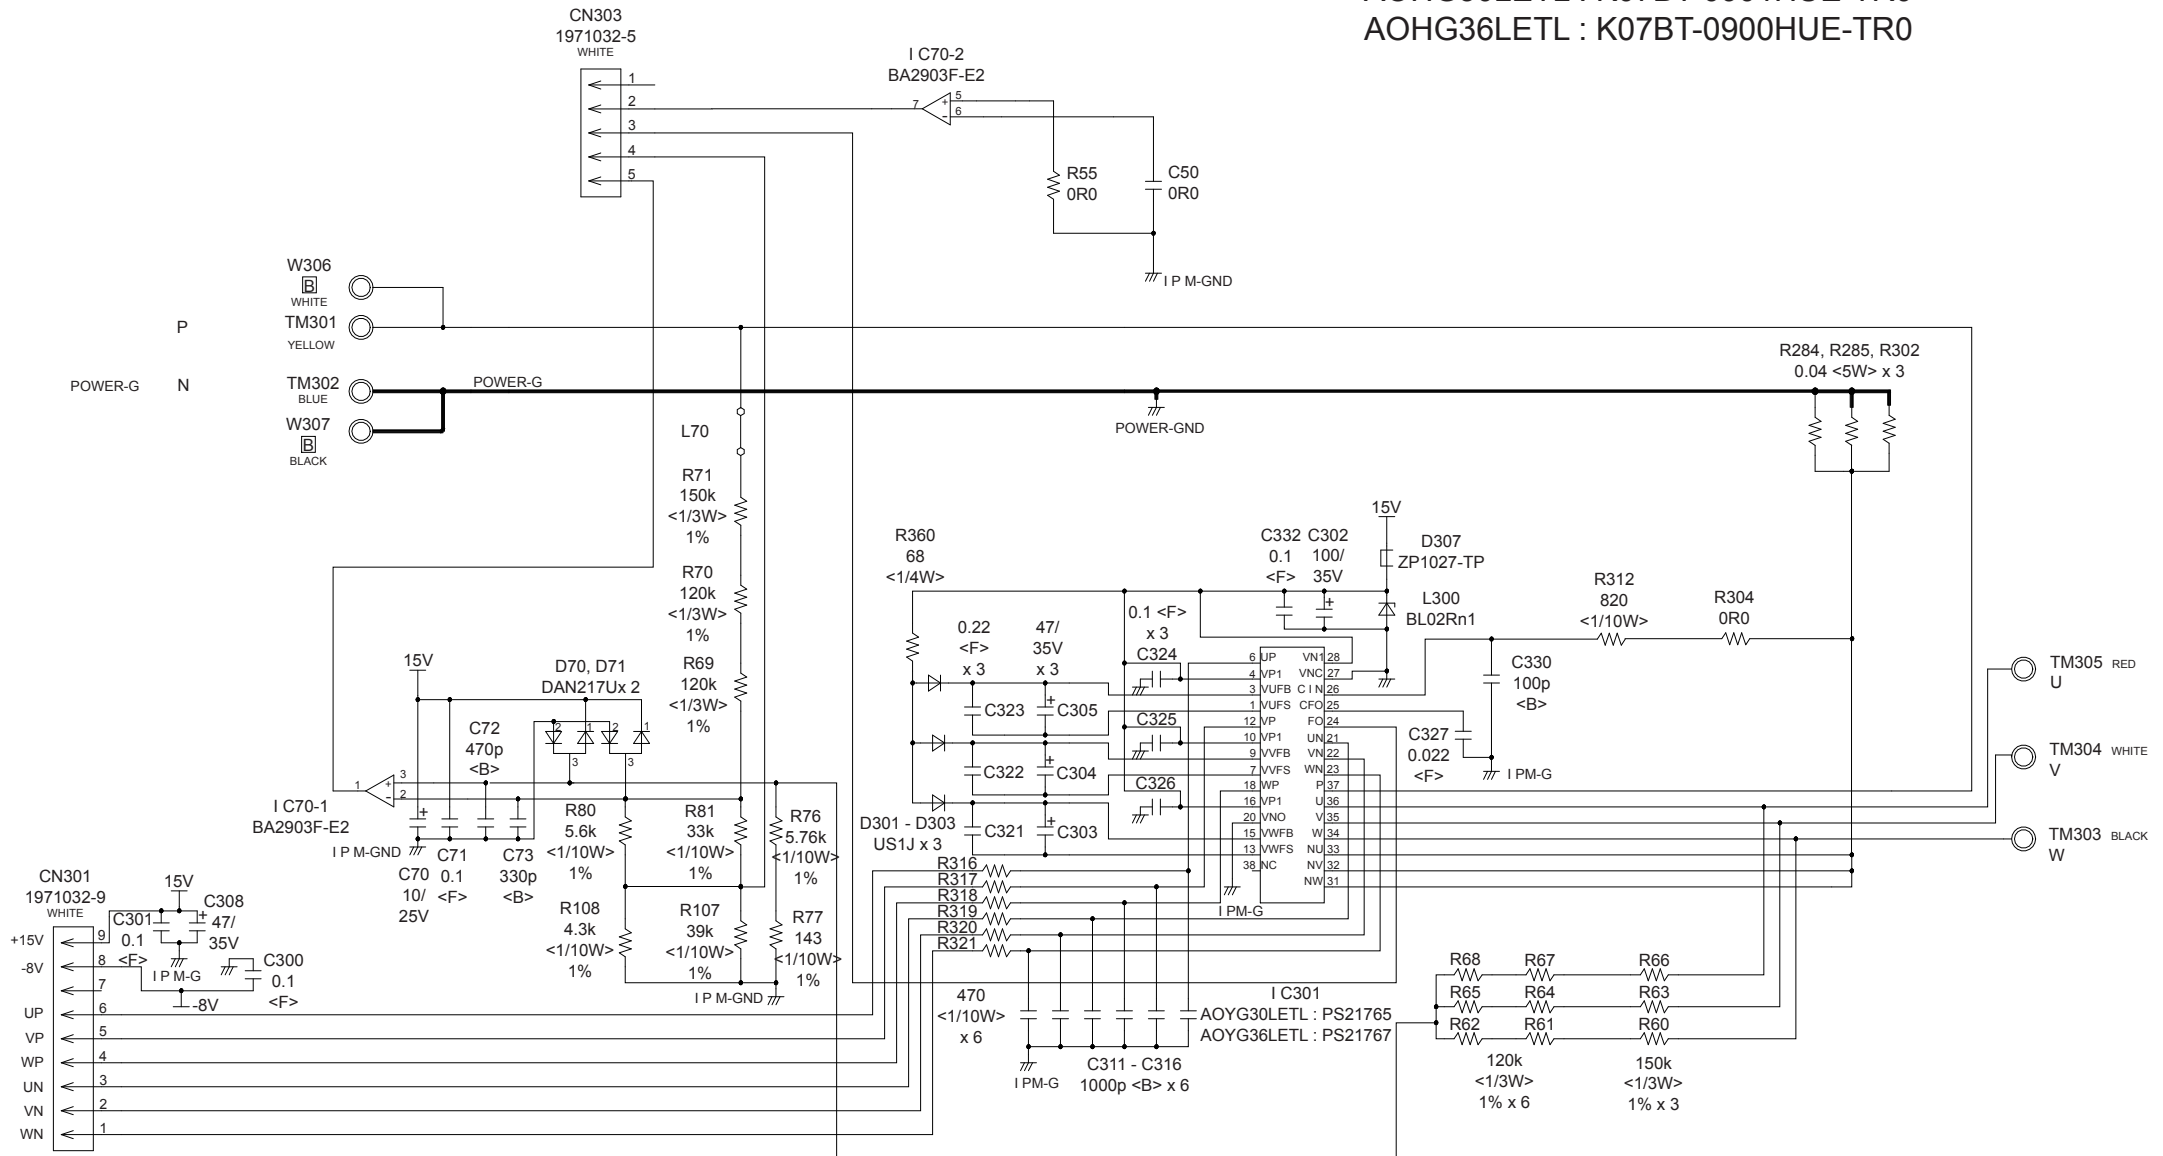 AOHG36LETL : K07BT-0900HUE-TR0
CN303
1971032-5
WHITE
1
2
3
4
5
I C70-2
BA2903F-E2
7
+
-
5
6
R55
0R0
C50
0R0
I P M-GND
W306
B
WHITE
P
TM301
YELLOW
POWER-G
N
TM302
BLUE
POWER-G
W307
B
BLACK
POWER-GND
R284, R285, R302
0.04 <5W> x 3
L70
R71
150k
<1/3W>
1%
R70
120k
<1/3W>
1%
R69
120k
<1/3W>
1%
15V
D70, D71
DAN217Ux 2
2
1
2
1
3
3
C72
470p
<B>
1
+
-
3
2
I C70-1
BA2903F-E2
+
I P M-GND
C70
10/
25V
C71
0.1
<F>
C73
330p
<B>
R80
5.6k
<1/10W>
1%
R81
33k
<1/10W>
1%
R76
5.76k
<1/10W>
1%
R108
4.3k
<1/10W>
1%
R107
39k
<1/10W>
1%
R77
143
<1/10W>
1%
I P M-GND
R360
68
<1/4W>
0.22
<F>
x 3
47/
35V
x 3
0.1 <F>
x 3
C332
0.1
<F>
C302
100/
35V
+
15V
D307
ZP1027-TP
L300
BL02Rn1
R312
820
<1/10W>
R304
0R0
C330
100p
<B>
C327
0.022
<F>
I PM-G
C324
C325
C326
C323
+
C305
C322
+
C304
C321
+
C303
D301 - D303
US1J x 3
6 UP VN1 28
4 VP1 VNC 27
3 VUFB C I N 26
1 VUFS CFO 25
12 VP FO 24
10 VP1 UN 21
9 VVFB VN 22
7 VVFS WN 23
18 WP P 37
16 VP1 U 36
20 VNO V 35
15 VWFB W 34
13 VWFS NU 33
38 NC NV 32
NW 31
I PM-G
TM305 RED
U
TM304 WHITE
V
TM303 BLACK
W
R316
R317
R318
R319
R320
R321
470
<1/10W>
x 6
I PM-G
C311 - C316
1000p <B> x 6
I C301
AOYG30LETL : PS21765
AOYG36LETL : PS21767
R68 R67 R66
R65 R64 R63
R62 R61 R60
120k
<1/3W>
1% x 6
150k
<1/3W>
1% x 3
CN301
1971032-9
WHITE
15V
C301
0.1
<F>
+
C308
47/
35V
I P M-G
C300
0.1
<F>
-8V
+15V 9
-8V 8
7
UP 6
VP 5
WP 4
UN 3
VN 2
WN 1